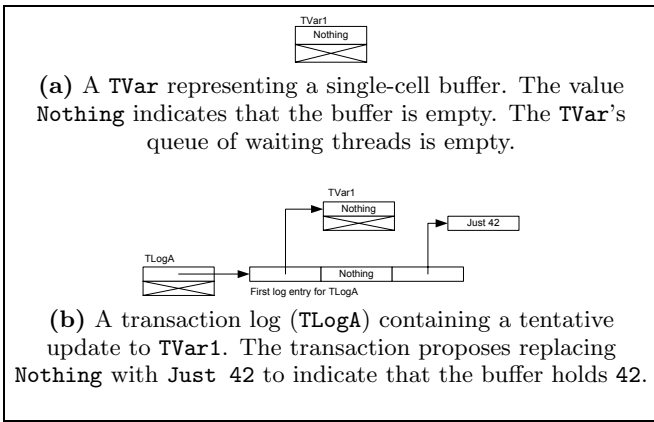 TVar1
Nothing
(a) A TVar representing a single-cell buffer. The value
Nothing indicates that the buffer is empty. The TVar's
queue of waiting threads is empty.
TVar1
Nothing
Just 42
TLogA
Nothing
First log entry for TLogA
(b) A transaction log (TLogA) containing a tentative
update to TVar1. The transaction proposes replacing
Nothing with Just 42 to indicate that the buffer holds 42.